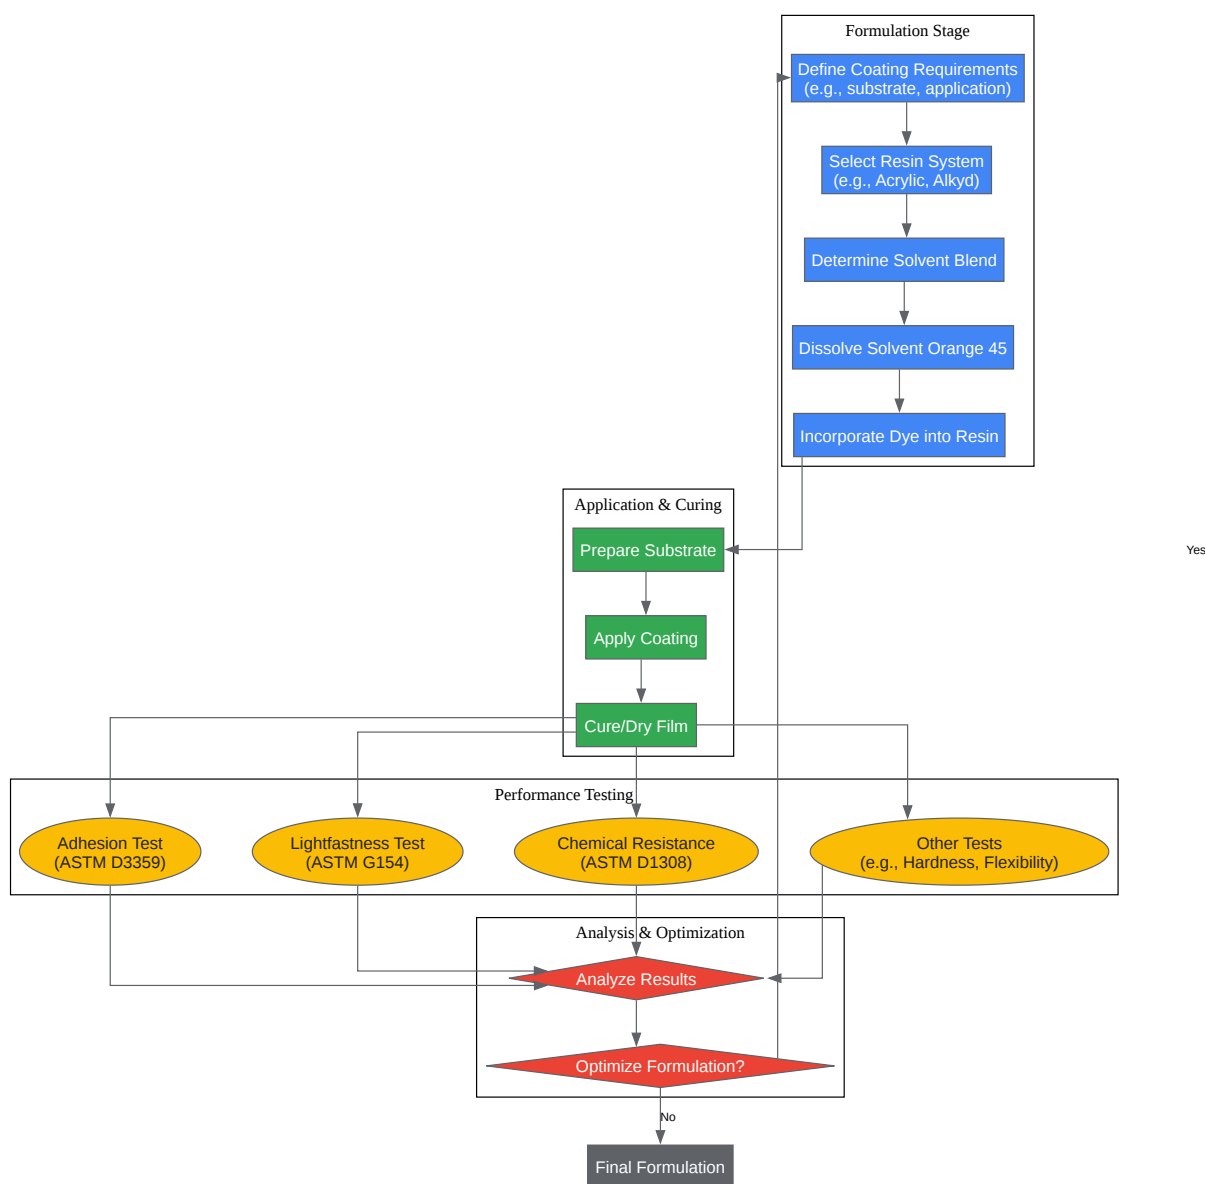 Formulation Stage
Define Coating Requirements
(e.g., substrate, application)
Select Resin System
(e.g., Acrylic, Alkyd)
Determine Solvent Blend
Dissolve Solvent Orange 45
Incorporate Dye into Resin
Application & Curing
Prepare Substrate
Yes
Apply Coating
Cure/Dry Film
Performance Testing
Adhesion Test
(ASTM D3359)
Lightfastness Test
(ASTM G154)
Chemical Resistance
(ASTM D1308)
Other Tests
(e.g., Hardness, Flexibility)
Analysis & Optimization
Analyze Results
Optimize Formulation?
No
Final Formulation